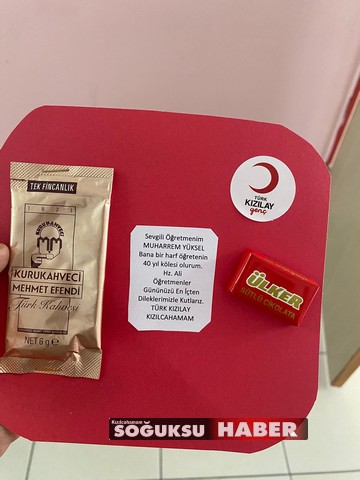 TEK FİNCANLIK
KURUKAHVECİ
MM
KURUKAHVECİ
MEHMET EFENDİ
Türk Kahvesi
NET 6 g e
TÜRK
KIZILAY
genç
Sevgili Öğretmenim
MUHARREM YÜKSEL
Bana bir harf öğretenin
40 yıl kölesi olurum.
Hz. Ali
Öğretmenler
Gününüzü En İçten
Dileklerimizle Kutlarız.
TÜRK KIZILAY
KIZILCAHAMAM
ÜLKER
SÜTLÜ ÇİKOLATA
Kızılcahamam
SOĞUKSU HABER